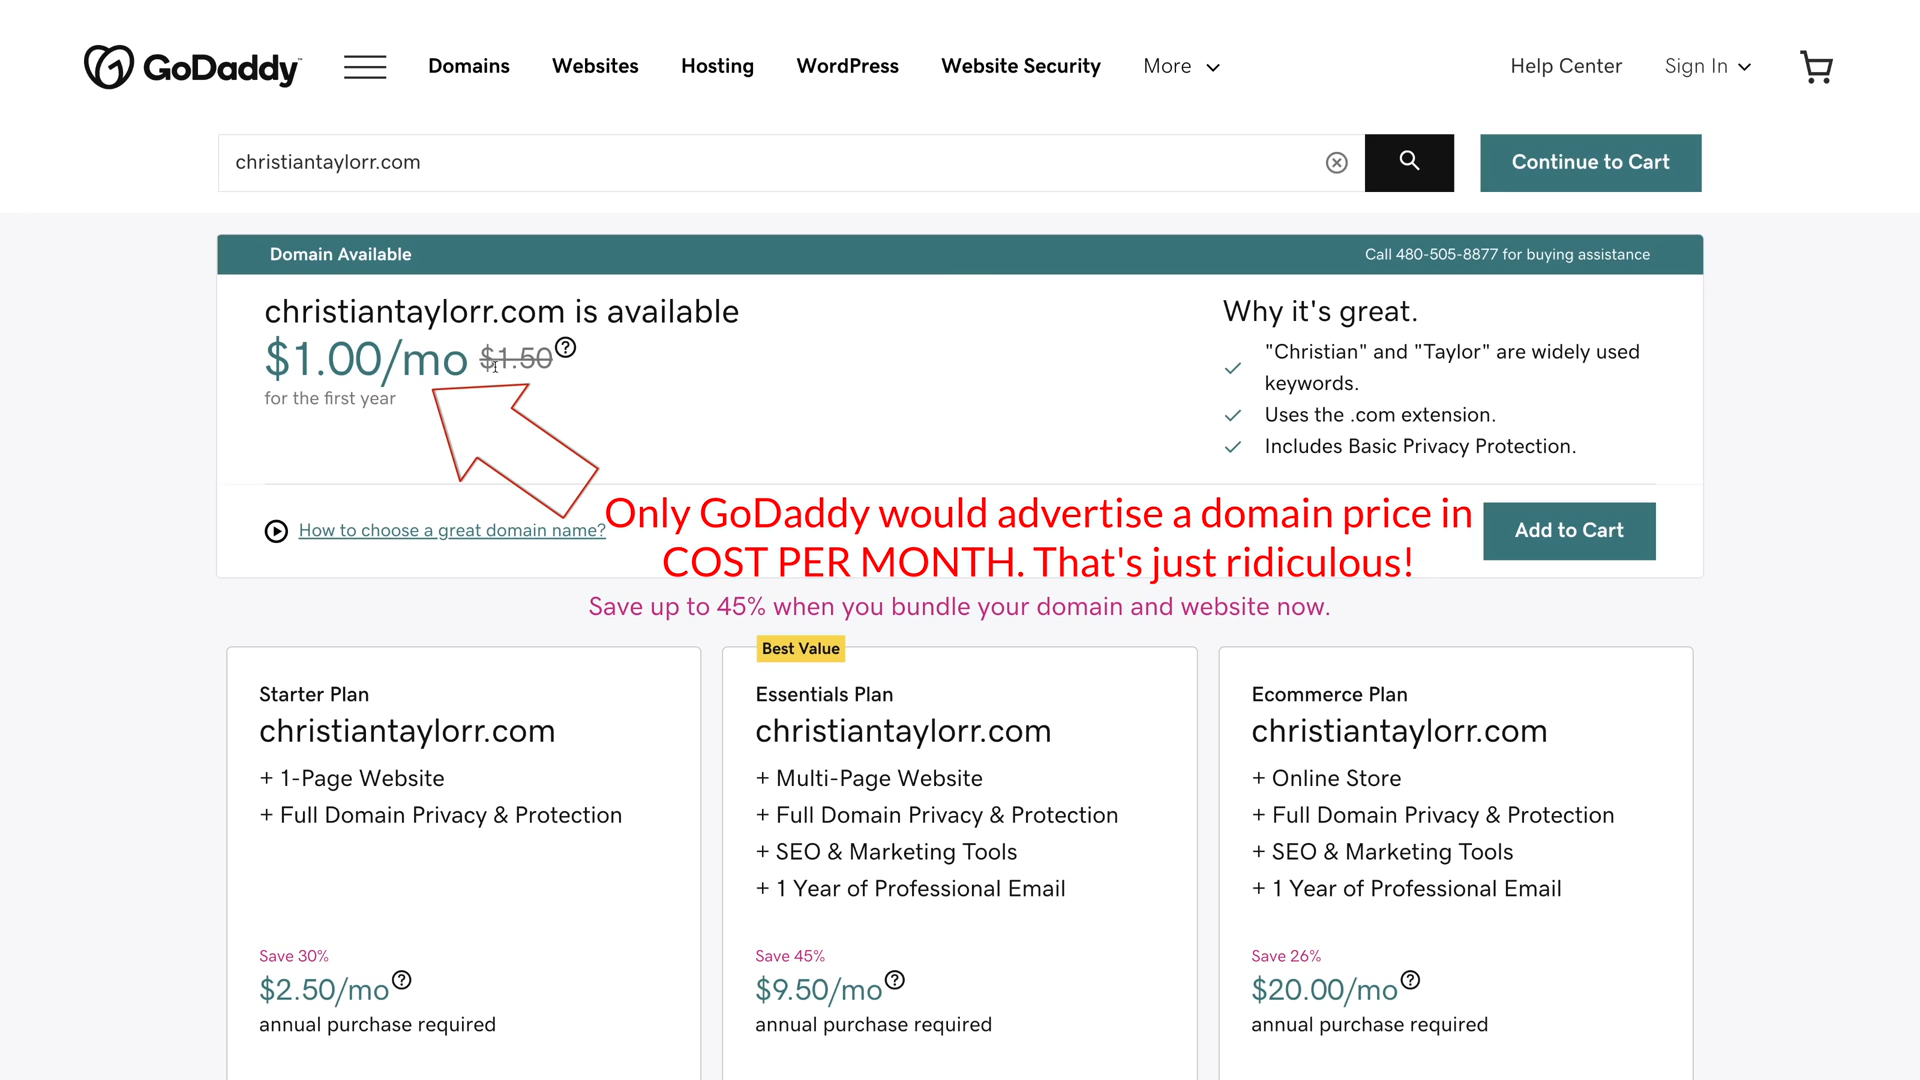 GoDaddy
Domains Websites Hosting WordPress Website Security More Help Center Sign In
christiantaylorr.com
Continue to Cart
Domain Available
Call 480-505-8877 for buying assistance
christiantaylorr.com is available
$1.00/mo $1.50
for the first year
Why it's great.
"Christian" and "Taylor" are widely used
keywords.
Uses the .com extension.
Includes Basic Privacy Protection.
How to choose a great domain name?
Only GoDaddy would advertise a domain price in
COST PER MONTH. That's just ridiculous!
Add to Cart
Save up to 45% when you bundle your domain and website now.
Starter Plan
christiantaylorr.com
+ 1-Page Website
+ Full Domain Privacy & Protection
Save 30%
$2.50/mo
annual purchase required
Best Value
Essentials Plan
christiantaylorr.com
+ Multi-Page Website
+ Full Domain Privacy & Protection
+ SEO & Marketing Tools
+ 1 Year of Professional Email
Save 45%
$9.50/mo
annual purchase required
Ecommerce Plan
christiantaylorr.com
+ Online Store
+ Full Domain Privacy & Protection
+ SEO & Marketing Tools
+ 1 Year of Professional Email
Save 26%
$20.00/mo
annual purchase required